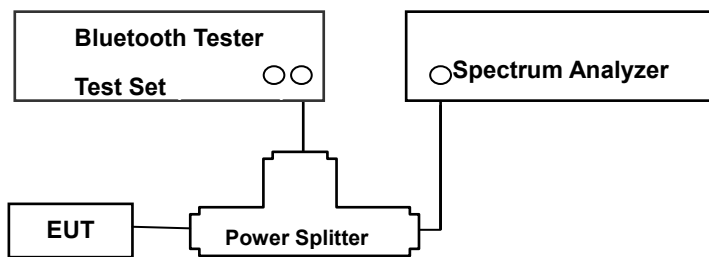 Bluetooth Tester
Test Set
Spectrum Analyzer
EUT
Power Splitter